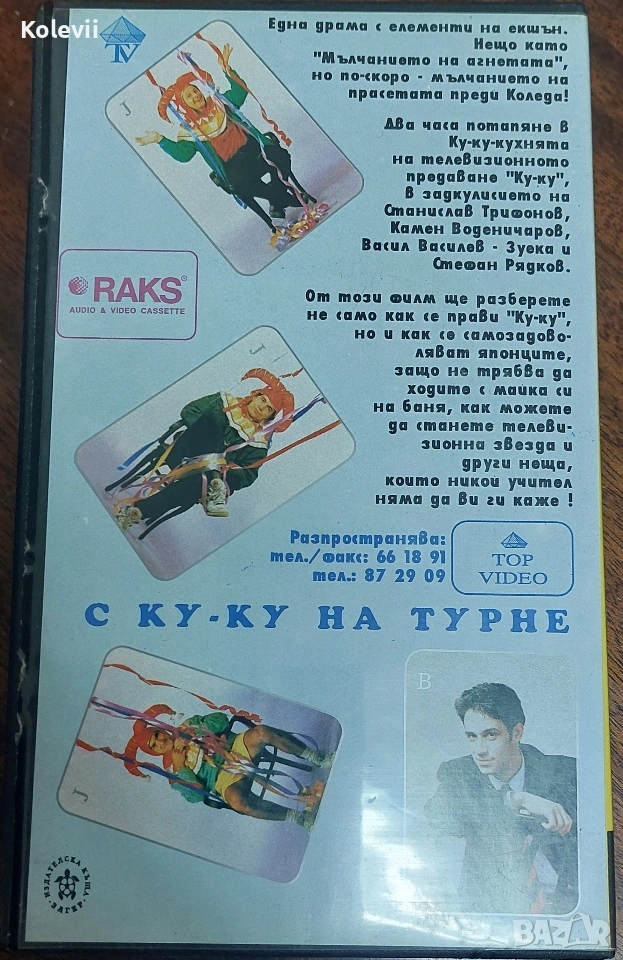 Kolevii
TV
Една драма с елементи на екшън.
Нещо като
"Мълчанието на агнетата",
но по-скоро - мълчанието на
прасетата преди Коледа!
Два часа потапяне в
Ку-ку-кухнята
на телевизионното
предаване "Ку-ку",
в задкулисието на
Станислав Трифонов,
Камен Воденичаров,
Васил Василев - Зуека и
Стефан Рядков.
J
RAKS
AUDIO & VIDEO CASSETTE
От този филм ще разберете
не само как се прави "Ку-ку",
но и как се самозадово-
ляват японците,
защо не трябва да
ходите с майка си
на баня, как можете
да станете телеви-
зионна звезда и
други неща,
които никой учител
няма да ви ги каже !
J
Разпространява:
тел./факс: 66 18 91
тел.: 87 29 09
TOP
VIDEO
С КУ-КУ НА ТУРНЕ
J
B
ИЗДАТЕЛСКА КЪЩА
ЗАГЕР
BAZAR